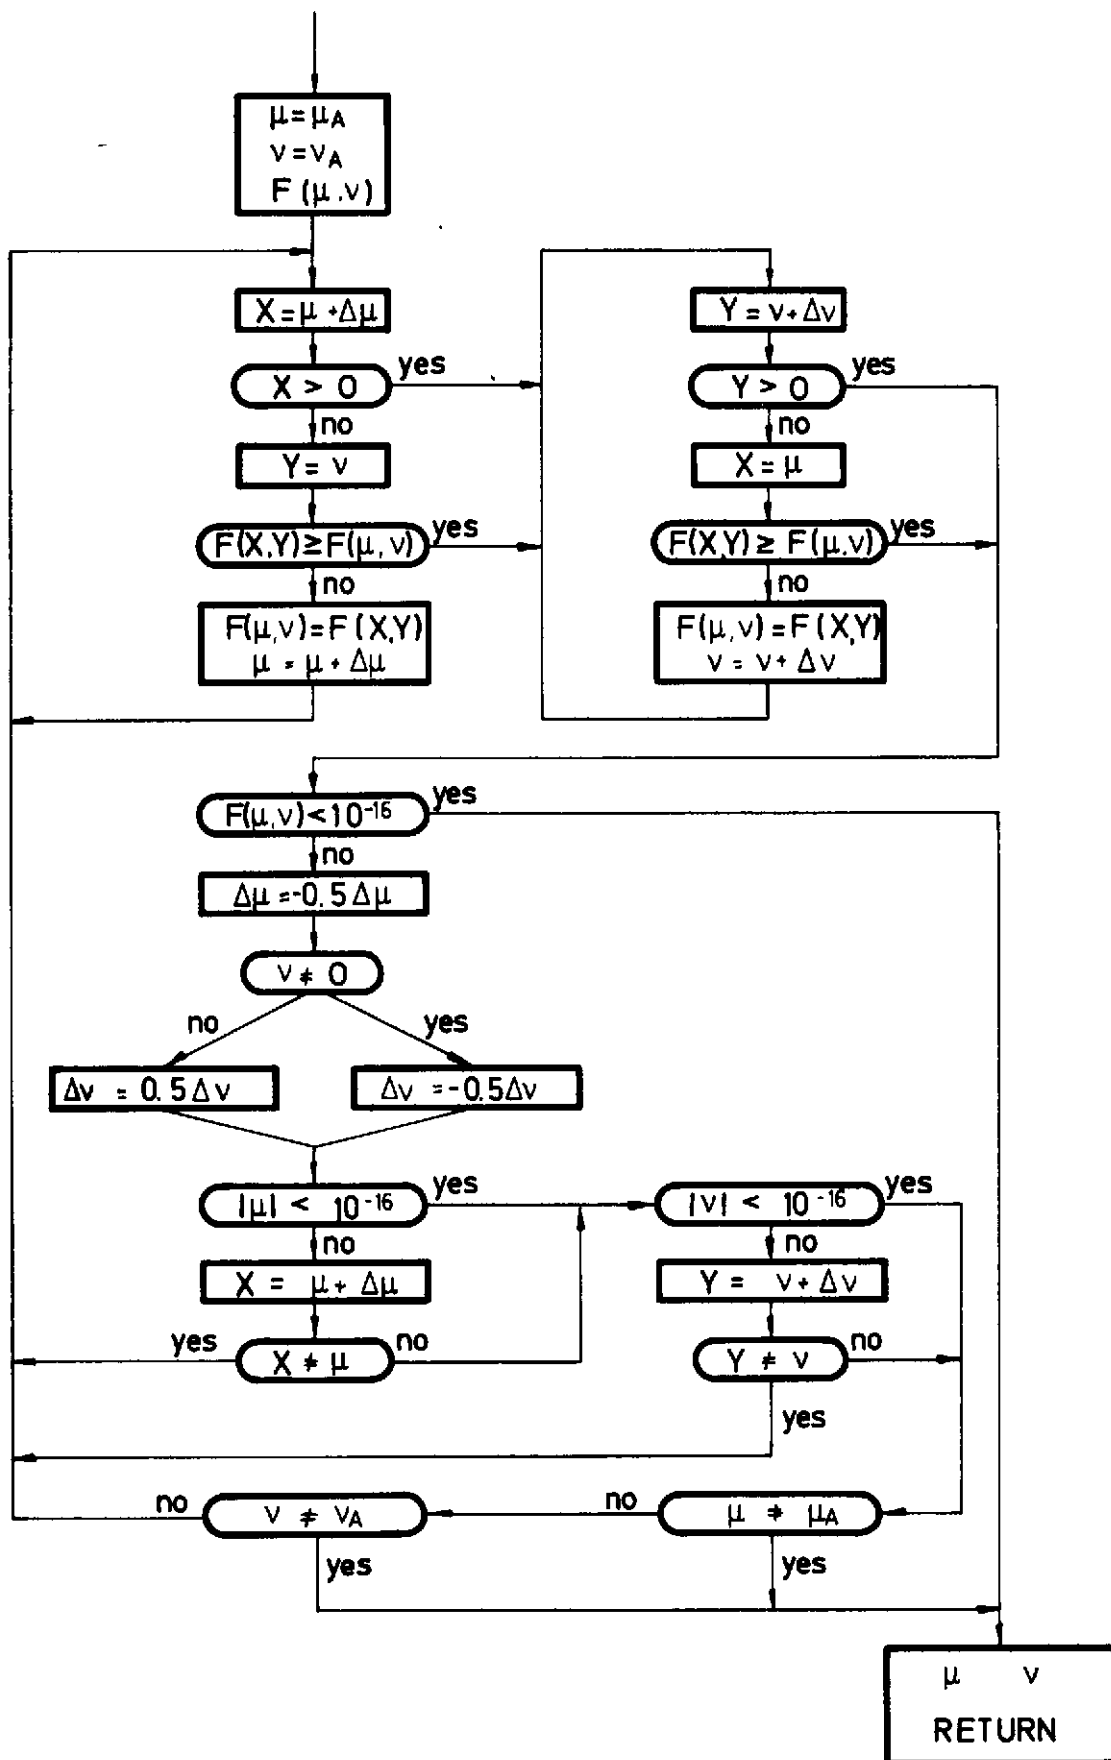 μ = μA
ν = νA
F (μ, ν)
X = μ + Δμ
X > 0
yes
no
Y = ν
F(X,Y) ≥ F(μ, ν)
yes
no
F(μ,ν) = F(X,Y)
μ = μ + Δμ
Y = ν + Δν
Y > 0
yes
no
X = μ
F(X,Y) ≥ F(μ,ν)
yes
no
F(μ,ν) = F(X,Y)
ν = ν + Δν
F(μ,ν) < 10⁻¹⁶
yes
no
Δμ = -0.5 Δμ
ν ≠ 0
no
yes
Δν = 0.5 Δν
Δν = -0.5Δν
|μ| < 10⁻¹⁶
yes
no
X = μ + Δμ
yes
X ≠ μ
no
|ν| < 10⁻¹⁶
yes
no
Y = ν + Δν
Y ≠ ν
no
yes
no
ν ≠ νA
yes
no
μ ≠ μA
yes
μ ν
RETURN